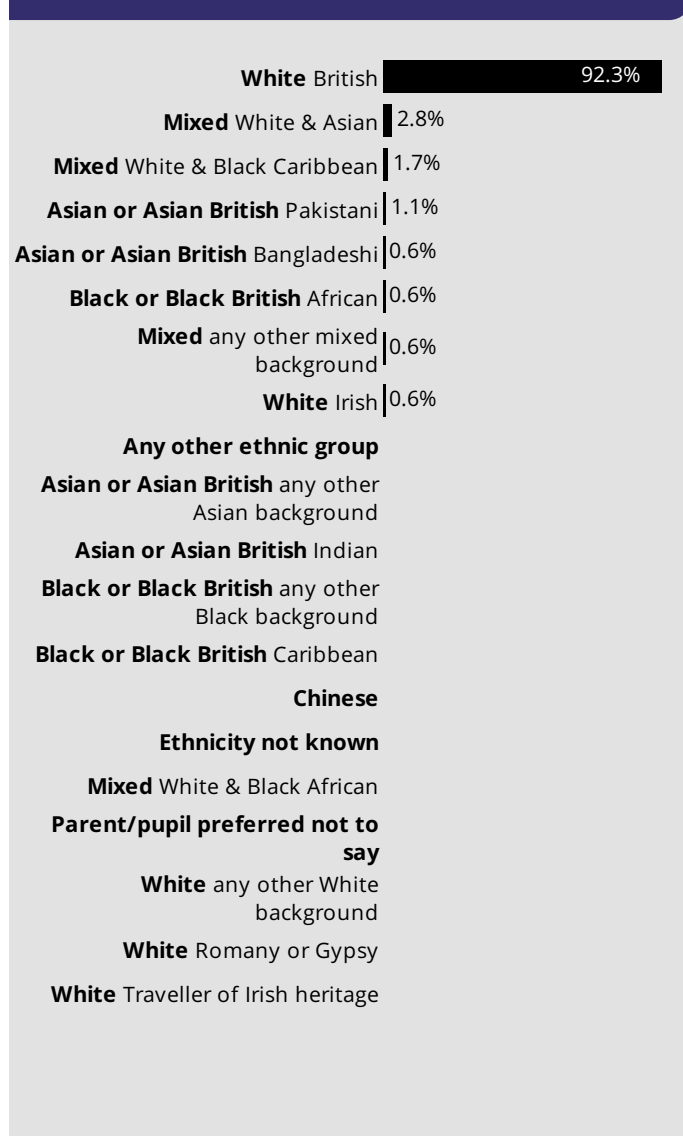 White British 92.3%
Mixed White & Asian 2.8%
Mixed White & Black Caribbean 1.7%
Asian or Asian British Pakistani 1.1%
Asian or Asian British Bangladeshi 0.6%
Black or Black British African 0.6%
Mixed any other mixed
background 0.6%
White Irish 0.6%
Any other ethnic group
Asian or Asian British any other
Asian background
Asian or Asian British Indian
Black or Black British any other
Black background
Black or Black British Caribbean
Chinese
Ethnicity not known
Mixed White & Black African
Parent/pupil preferred not to
say
White any other White
background
White Romany or Gypsy
White Traveller of Irish heritage